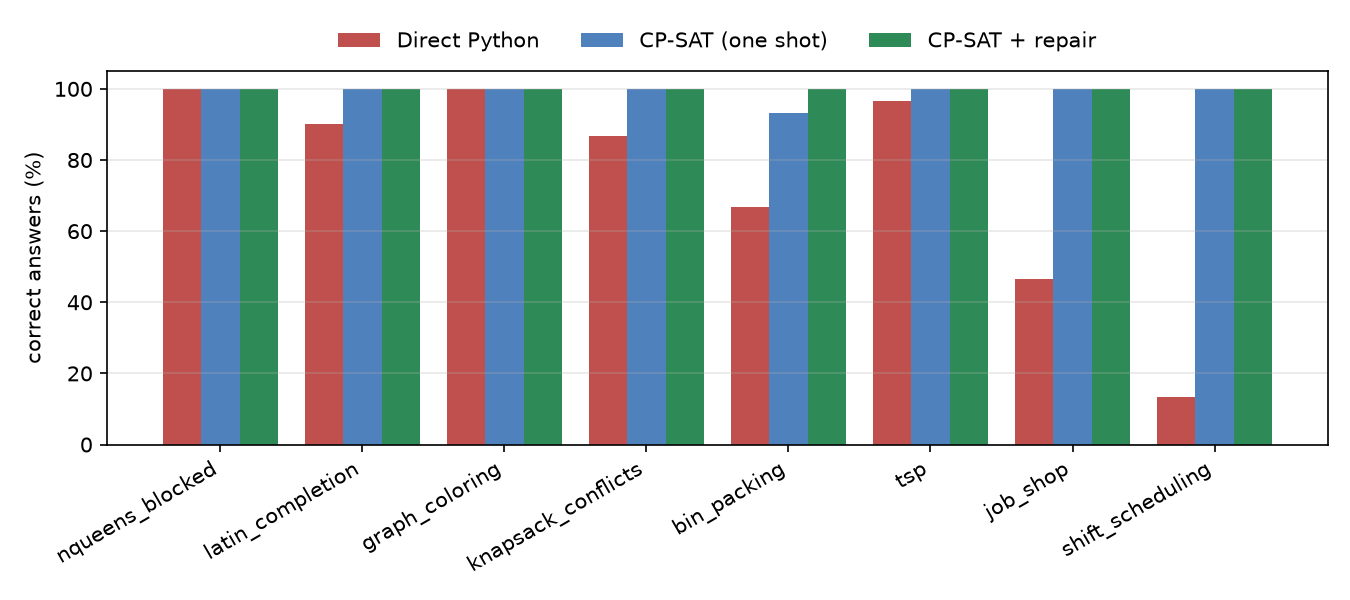 Direct Python
CP-SAT (one shot)
CP-SAT + repair
correct answers (%)
100
80
60
40
20
0
nqueens_blocked
latin_completion
graph_coloring
knapsack_conflicts
bin_packing
tsp
job_shop
shift_scheduling